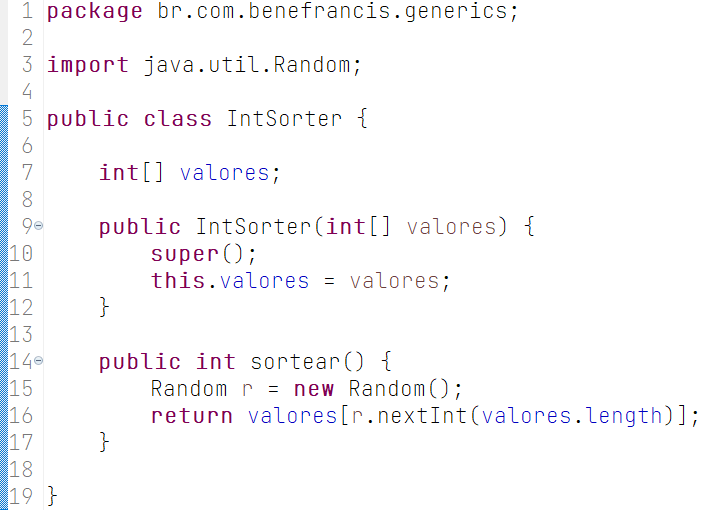 1 package br.com.benefrancis.generics;
2
3 import java.util.Random;
4
5 public class IntSorter {
6
7     int[] valores;
8
9     public IntSorter(int[] valores) {
10         super();
11         this.valores = valores;
12     }
13
14     public int sortear() {
15         Random r = new Random();
16         return valores[r.nextInt(valores.length)];
17     }
18
19 }